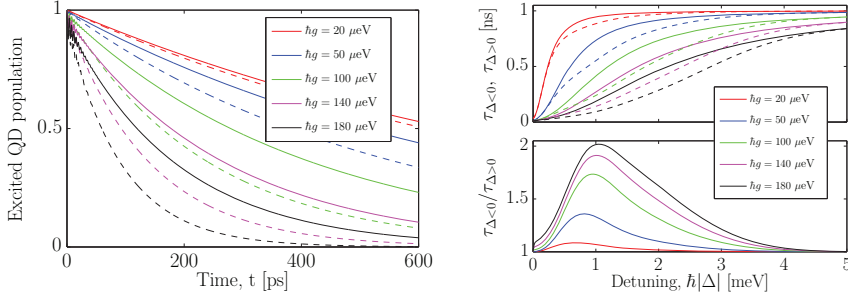 Excited QD population
1
0.5
0
0
200
400
600
Time, t [ps]
ħg = 20 μeV
ħg = 50 μeV
ħg = 100 μeV
ħg = 140 μeV
ħg = 180 μeV
τΔ<0, τΔ>0 [ns]
1
0.5
0
τΔ<0/τΔ>0
2
1.5
1
0
1
2
3
4
5
Detuning, ħ|Δ| [meV]
ħg = 20 μeV
ħg = 50 μeV
ħg = 100 μeV
ħg = 140 μeV
ħg = 180 μeV